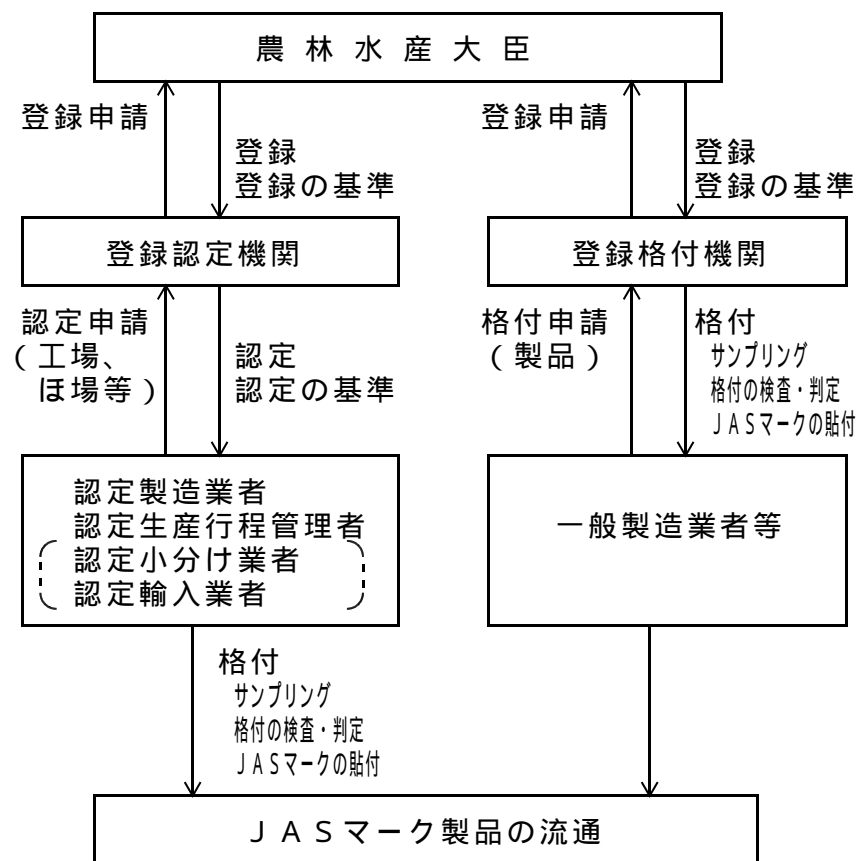 農林水産大臣
登録申請
登録
登録の基準
登録申請
登録
登録の基準
登録認定機関
登録格付機関
認定申請
(工場、
ほ場等)
認定
認定の基準
格付申請
(製品)
格付
サンプリング
格付の検査・判定
JASマークの貼付
認定製造業者
認定生産行程管理者
認定小分け業者
認定輸入業者
一般製造業者等
格付
サンプリング
格付の検査・判定
JASマークの貼付
JASマーク製品の流通